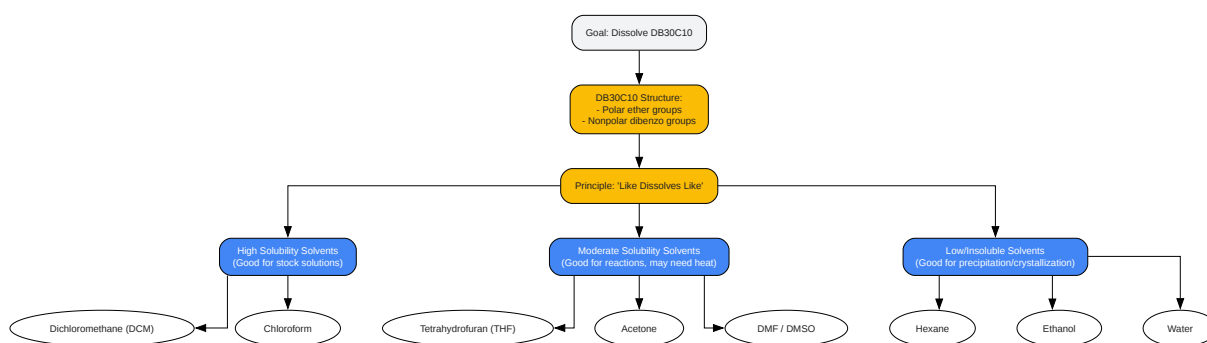 Goal: Dissolve DB30C10
DB30C10 Structure:
- Polar ether groups
- Nonpolar dibenzo groups
Principle: 'Like Dissolves Like'
High Solubility Solvents
(Good for stock solutions)
Moderate Solubility Solvents
(Good for reactions, may need heat)
Low/Insoluble Solvents
(Good for precipitation/crystallization)
Dichloromethane (DCM)
Chloroform
Tetrahydrofuran (THF)
Acetone
DMF / DMSO
Hexane
Ethanol
Water